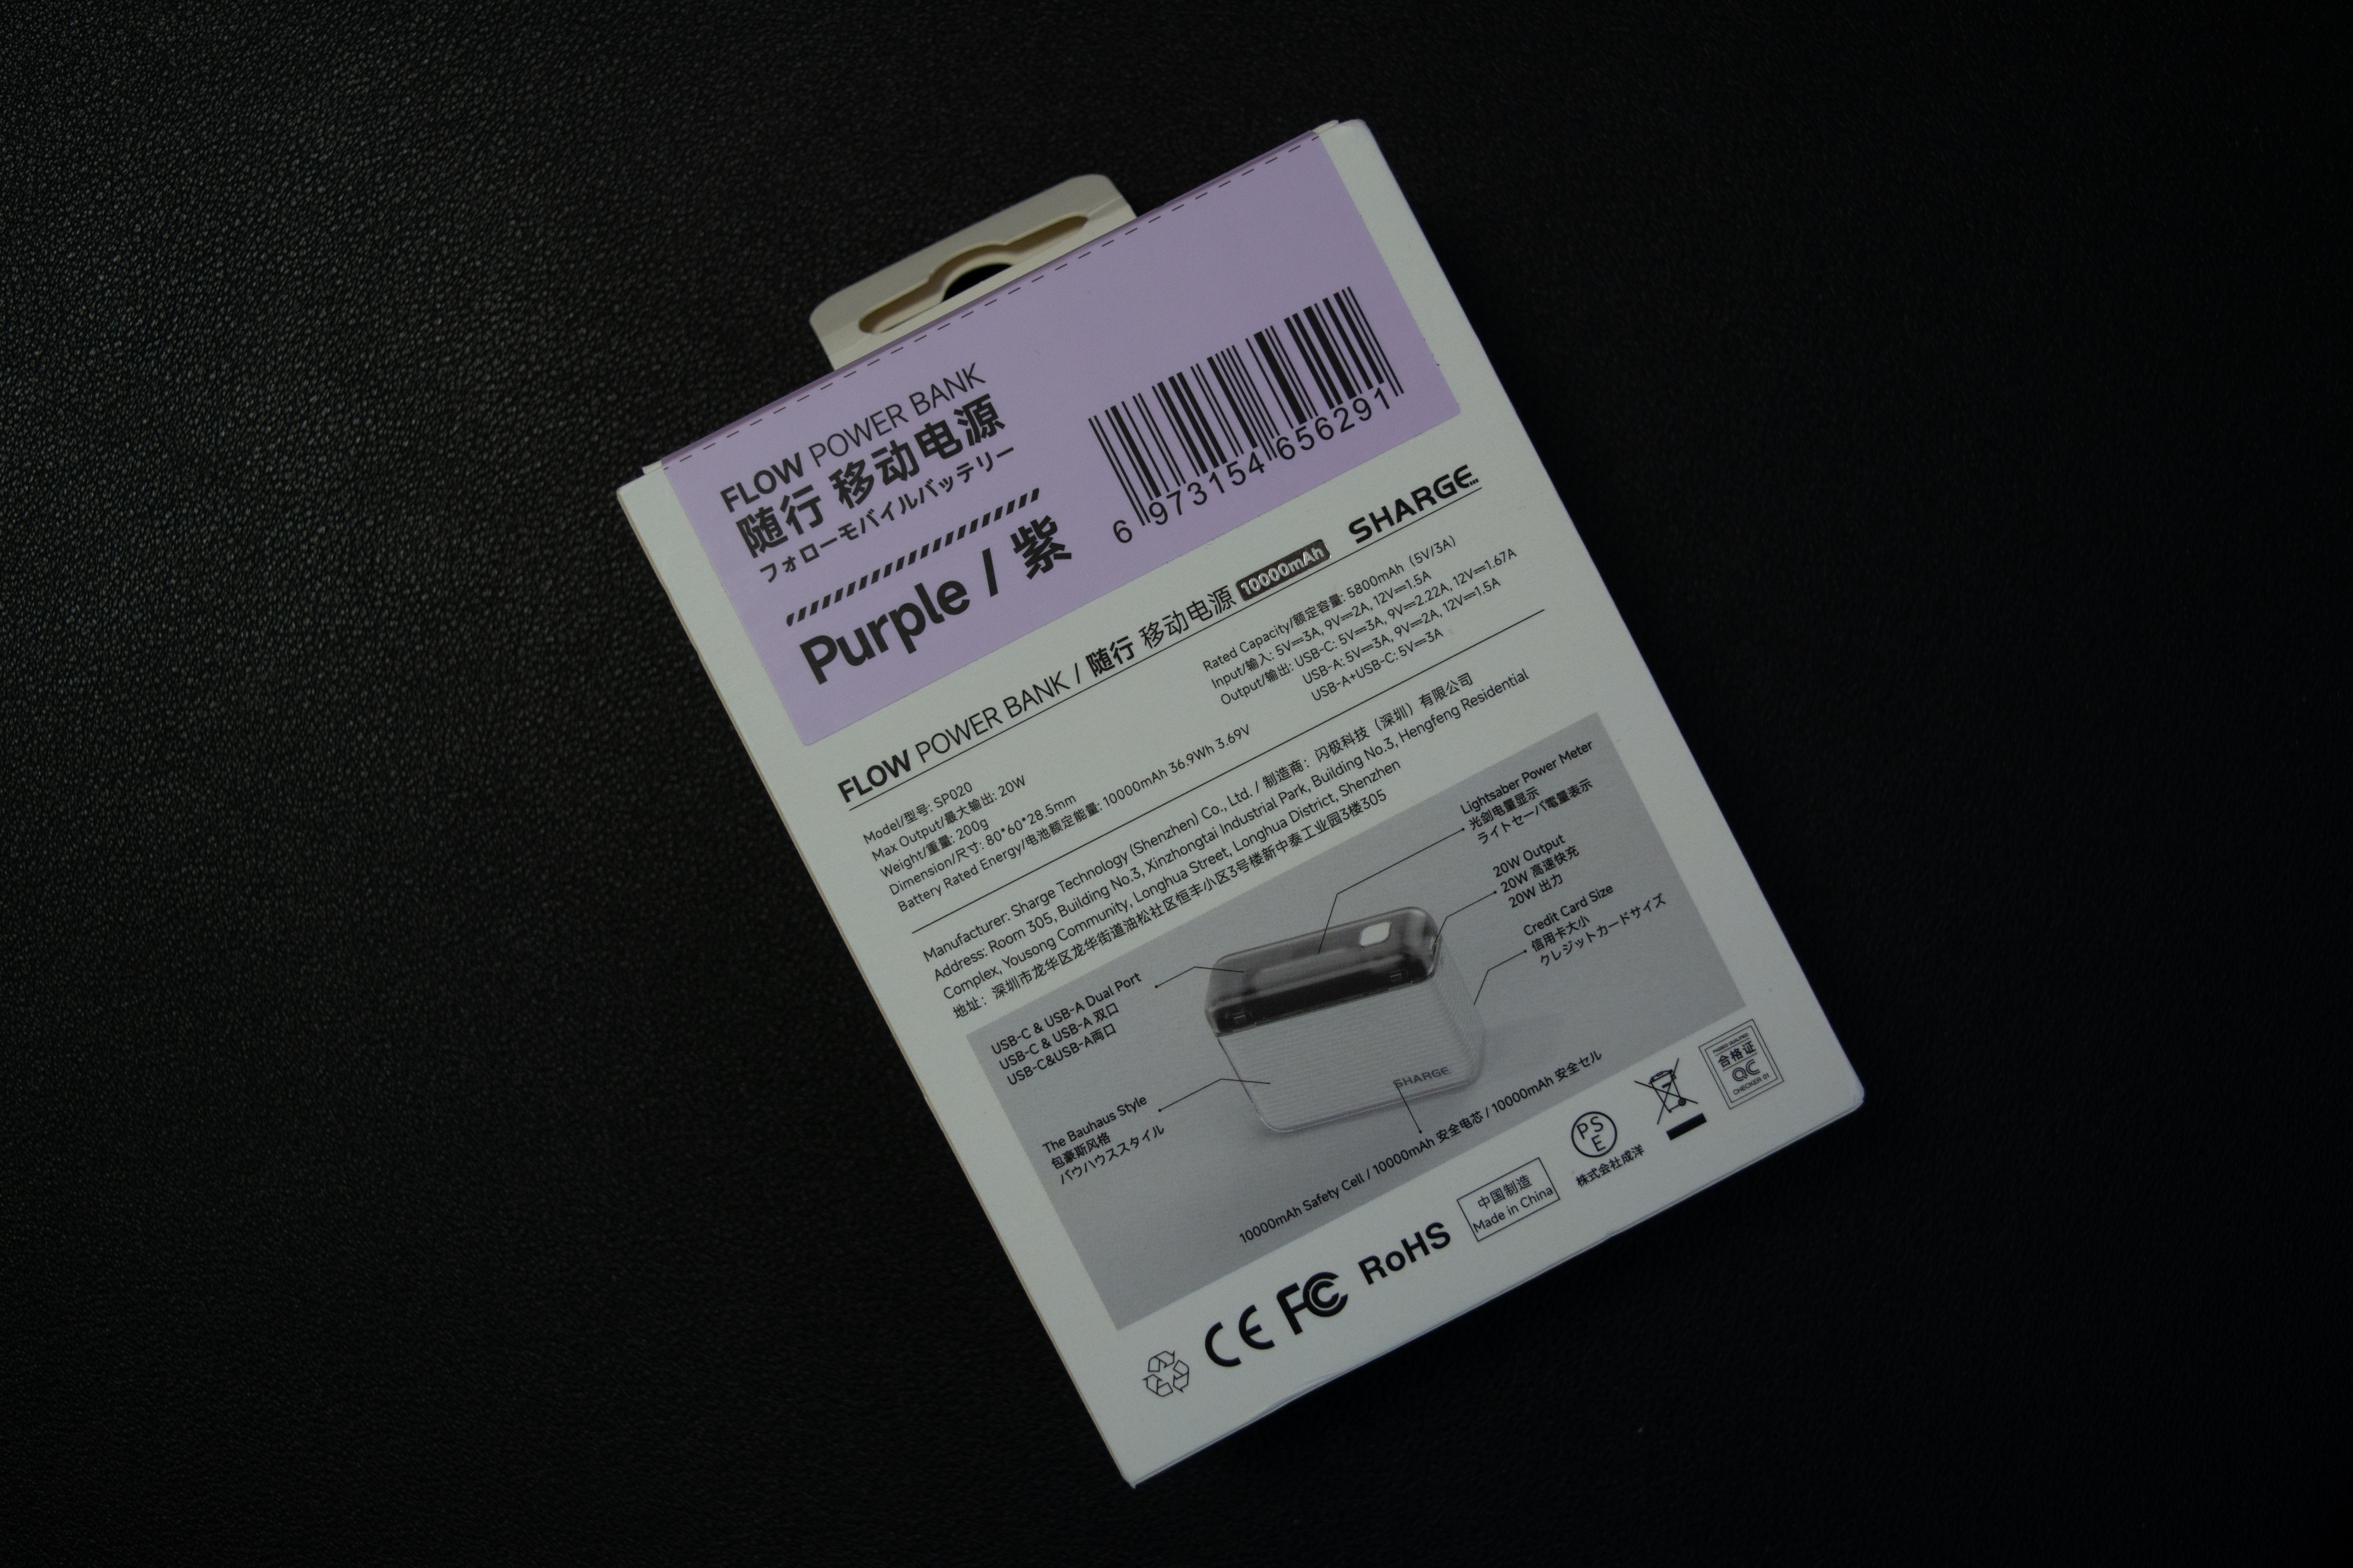 FLOW POWER BANK
随行 移动电源
フォローモバイルバッテリー
Purple / 紫
6 973154 656291
FLOW POWER BANK / 随行 移动电源 10000mAh SHARGE
Model/型号: SP020
Max Output/最大输出: 20W
Weight/重量: 200g
Dimension/尺寸: 80*60*28.5mm
Battery Rated Energy/电池额定能量: 10000mAh 36.9Wh 3.69V
Rated Capacity/额定容量: 5800mAh (5V/3A)
Input/输入: 5V⎓3A, 9V⎓2A, 12V⎓1.5A
Output/输出: USB-C: 5V⎓3A, 9V⎓2.22A, 12V⎓1.67A
USB-A: 5V⎓3A, 9V⎓2A, 12V⎓1.5A
USB-A+USB-C: 5V⎓3A
Manufacturer: Sharge Technology (Shenzhen) Co., Ltd. / 制造商: 闪极科技（深圳）有限公司
Address: Room 305, Building No.3, Xinzhongtai Industrial Park, Building No.3, Hengfeng Residential
Complex, Yousong Community, Longhua Street, Longhua District, Shenzhen
地址: 深圳市龙华区龙华街道油松社区恒丰小区3号楼新中泰工业园3楼305
Lightsaber Power Meter
光剑电量显示
ライトセーバ電量表示
20W Output
20W 高速快充
20W 出力
Credit Card Size
信用卡大小
クレジットカードサイズ
USB-C & USB-A Dual Port
USB-C & USB-A 双口
USB-C&USB-A両口
The Bauhaus Style
包豪斯风格
バウハウススタイル
SHARGE
10000mAh Safety Cell / 10000mAh 安全电芯 / 10000mAh 安全セル
CE FC RoHS
中国制造
Made in China
PSE
株式会社成洋
合格证
QC
CHECKER 01